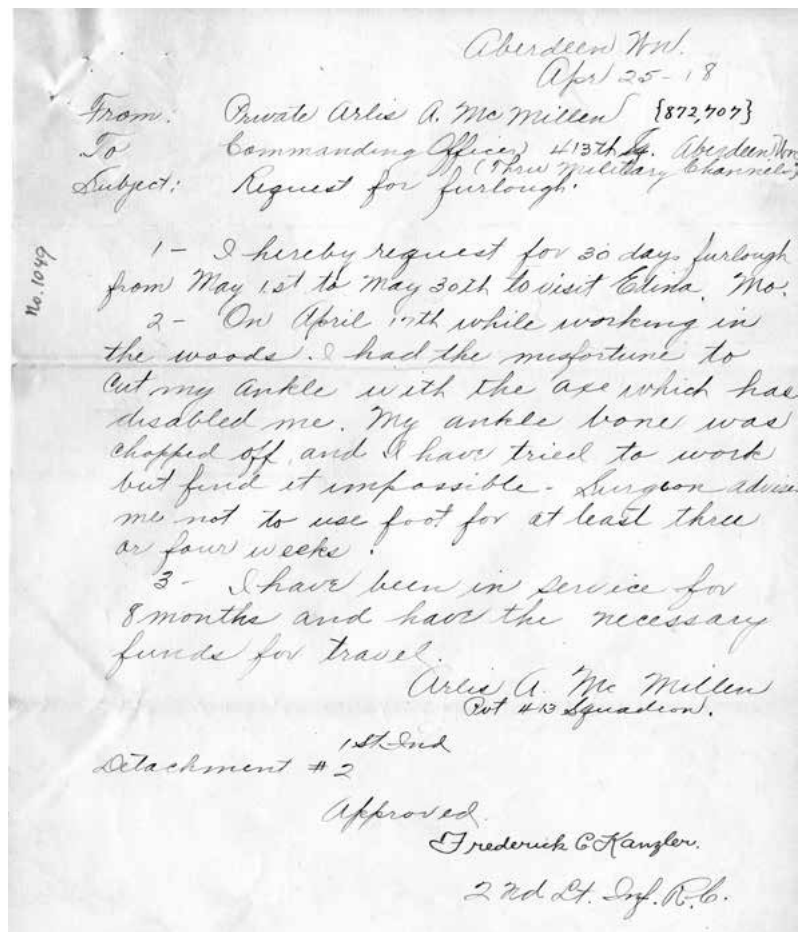 Aberdeen Wn.
Apr 25-18
From: Private Arlis A. McMillen {872,707}
To Commanding Officer, 413th Sq. Aberdeen Wn
(Thru Military Channels)
Subject: Request for furlough.
No. 1049
1- I hereby request for 30 days furlough
from May 1st to May 30th to visit Edina, Mo.
2- On April 17th while working in
the woods. I had the misfortune to
cut my ankle with the axe which has
disabled me. My ankle bone was
chopped off, and I have tried to work
but find it impossible - Surgeon advise
me not to use foot for at least three
or four weeks.
3- I have been in service for
8 months and have the necessary
funds for travel.
Arlis A. Mc Millen
Pvt 413 Squadron.
1st Ind
Detachment #2
Approved.
Frederick C Kanzler.
2nd Lt. Inf. R.C.